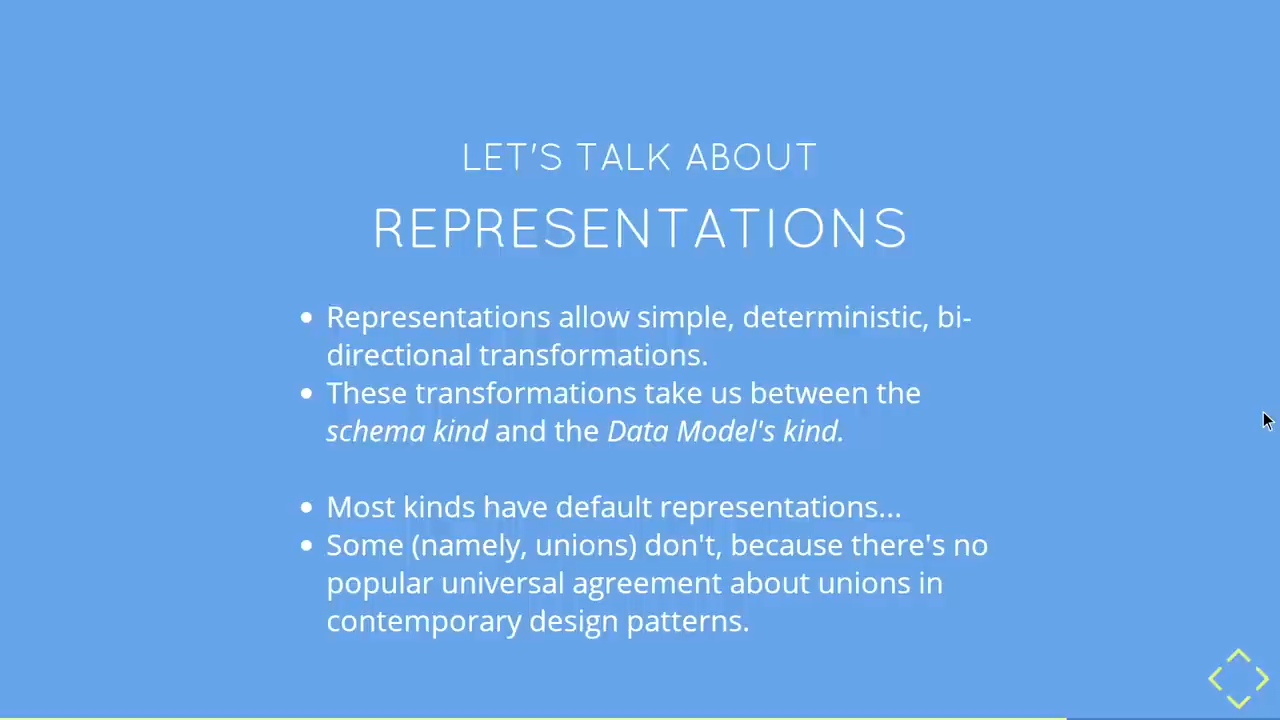 LET'S TALK ABOUT
REPRESENTATIONS
Representations allow simple, deterministic, bi-
directional transformations.
These transformations take us between the
schema kind and the Data Model's kind.
Most kinds have default representations...
Some (namely, unions) don't, because there's no
popular universal agreement about unions in
contemporary design patterns.